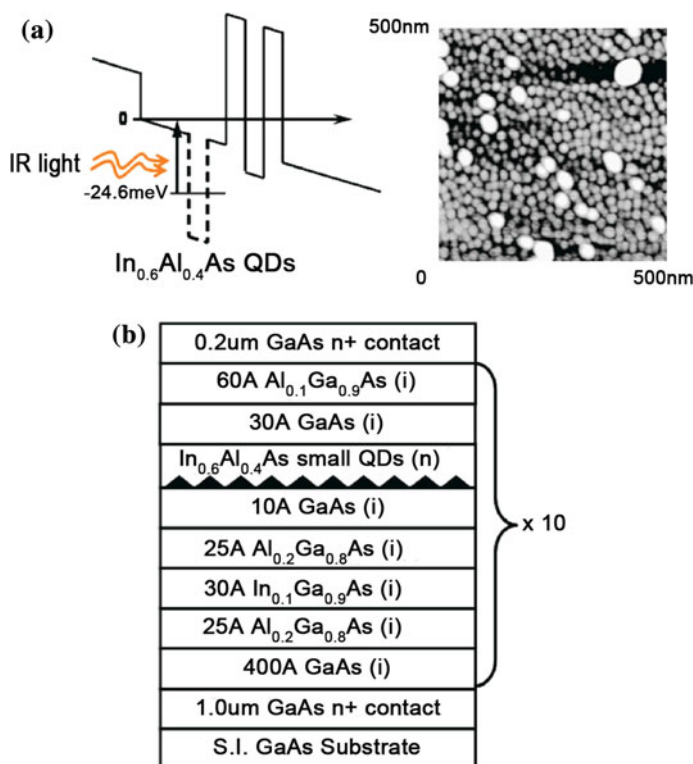 (a)
500nm
0
IR light
-24.6meV
In0.6Al0.4As QDs
0
500nm
(b)
0.2um GaAs n+ contact
60A Al0.1Ga0.9As (i)
30A GaAs (i)
In0.6Al0.4As small QDs (n)
10A GaAs (i)
25A Al0.2Ga0.8As (i)
30A In0.1Ga0.9As (i)
25A Al0.2Ga0.8As (i)
400A GaAs (i)
x 10
1.0um GaAs n+ contact
S.I. GaAs Substrate